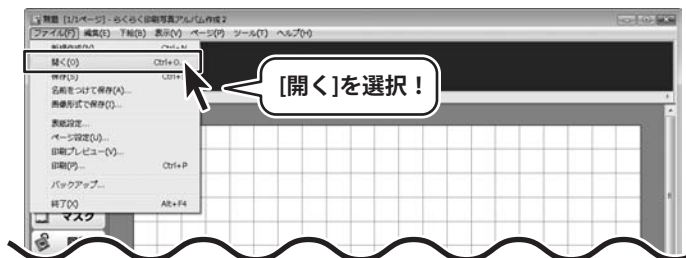 無題 [1/1ページ] - らくらく印刷写真アルバム作成２
ファイル(F) 編集(E) 下絵(B) 表示(V) ページ(P) ツール(T) ヘルプ(H)
新規作成(N) Ctrl+N
開く(O) Ctrl+O
保存(S)
名前をつけて保存(A)...
画像形式で保存(I)...
表紙設定...
ページ設定(U)...
印刷プレビュー(V)...
印刷(P)... Ctrl+P
バックアップ...
終了(X) Alt+F4
[開く]を選択！
マスク